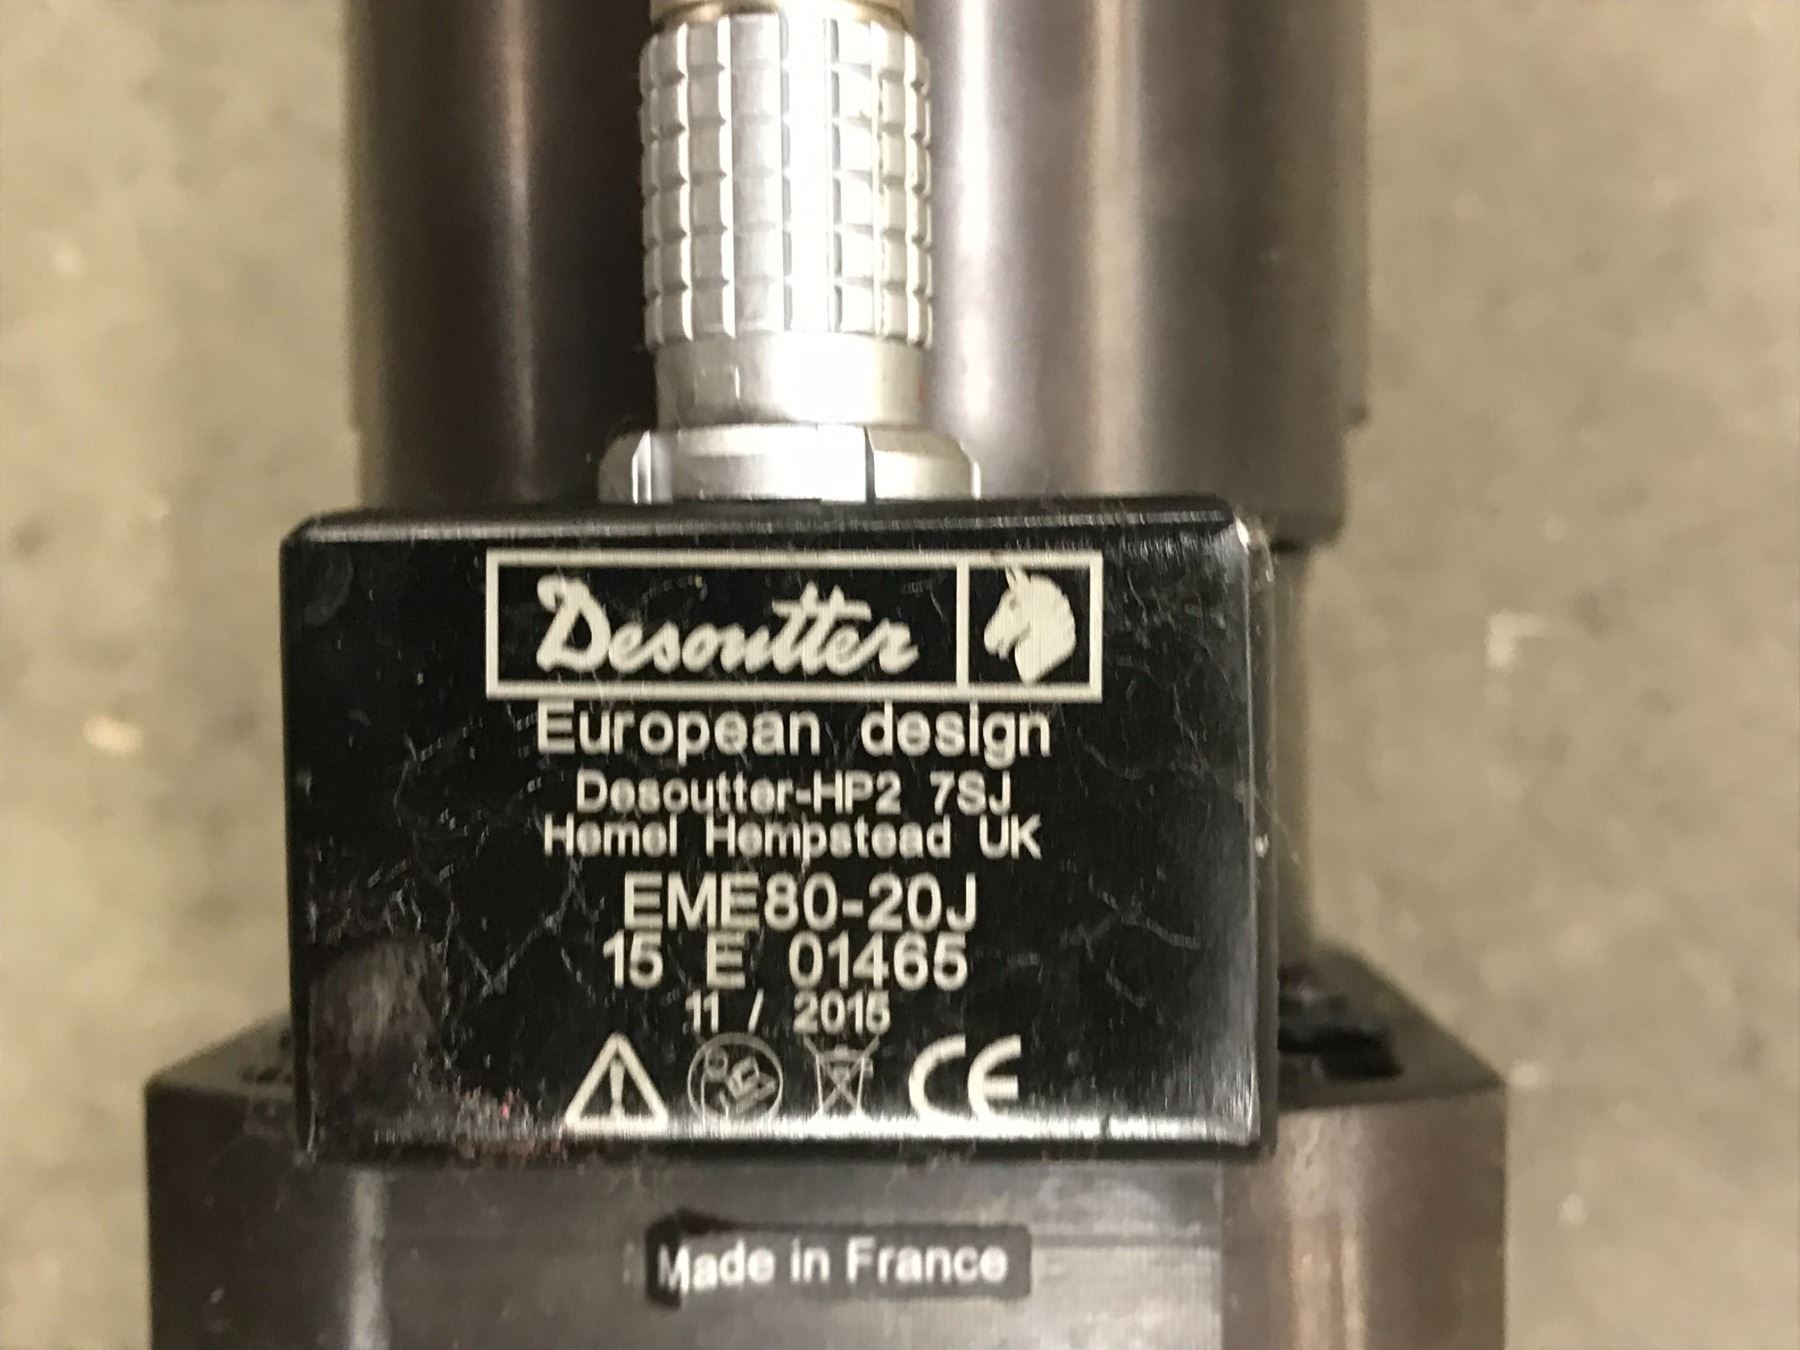 Desoutter
European design
Desoutter-HP2 7SJ
Hemel Hempstead UK
EME80-20J
15 E 01465
11 / 2015
CE
Made in France